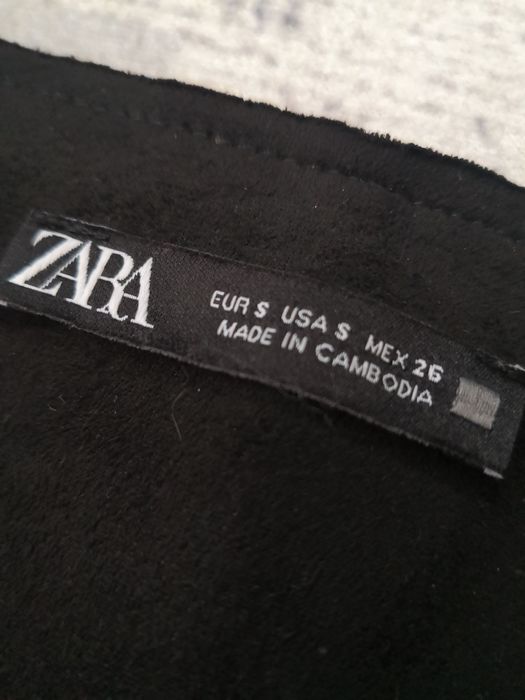 ZARA
EUR S USA S MEX 26
MADE IN CAMBODIA